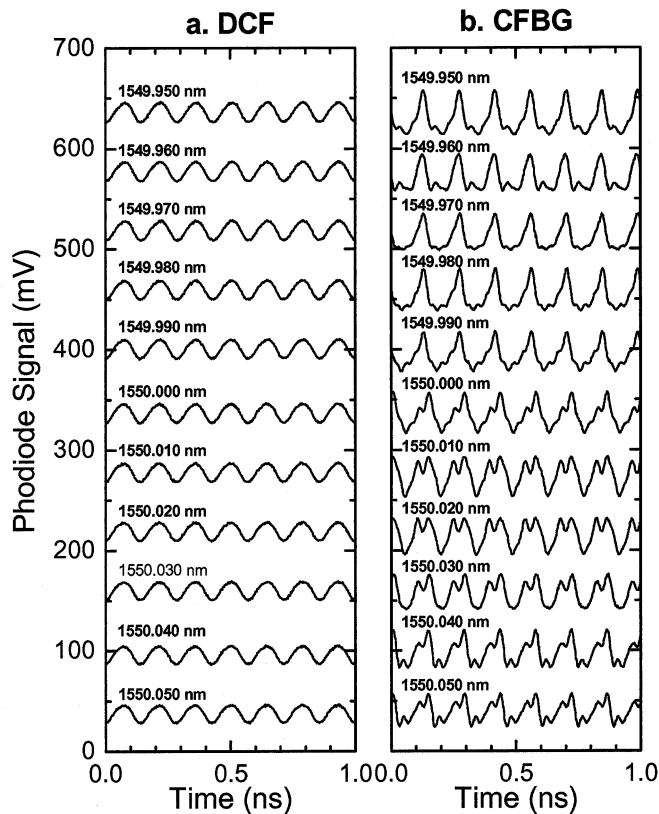 a. DCF
b. CFBG
700
600
500
400
300
200
100
0
Phodiode Signal (mV)
1549.950 nm
1549.960 nm
1549.970 nm
1549.980 nm
1549.990 nm
1550.000 nm
1550.010 nm
1550.020 nm
1550.030 nm
1550.040 nm
1550.050 nm
1549.950 nm
1549.960 nm
1549.970 nm
1549.980 nm
1549.990 nm
1550.000 nm
1550.010 nm
1550.020 nm
1550.030 nm
1550.040 nm
1550.050 nm
0.0 0.5 1.0 0.0 0.5 1.0
Time (ns)
Time (ns)